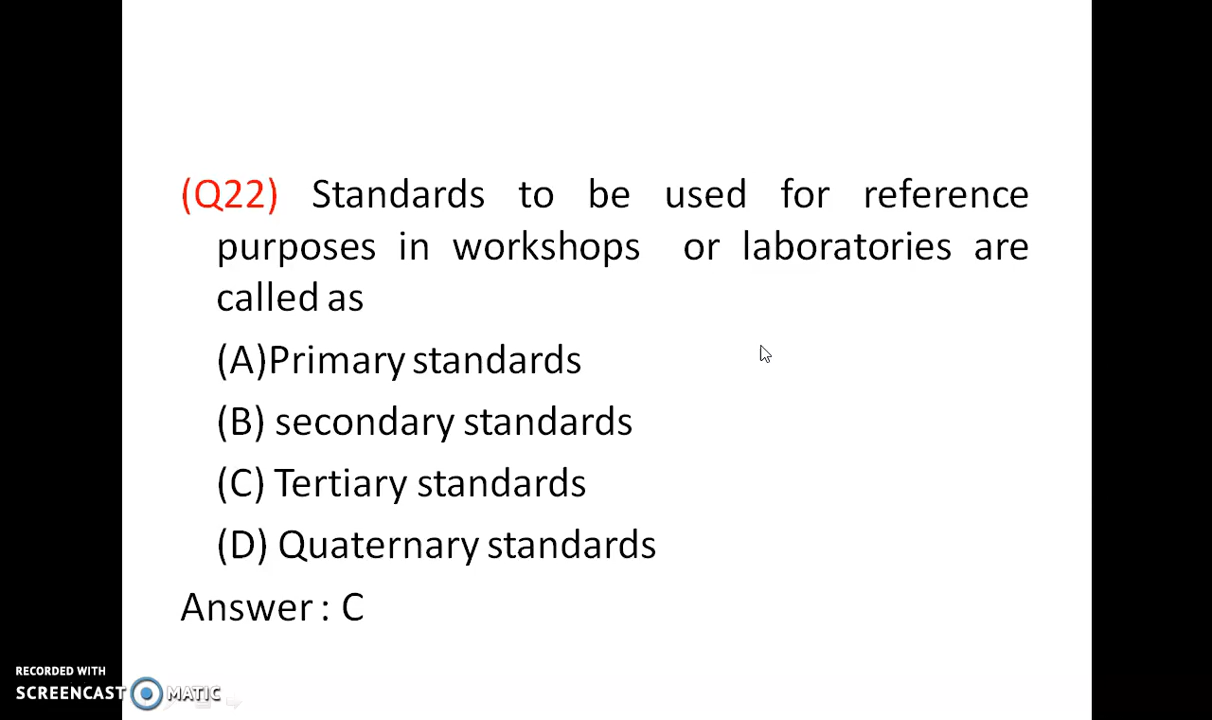 (Q22) Standards to be used for reference
purposes in workshops or laboratories are
called as
(A)Primary standards
(B) secondary standards
(C) Tertiary standards
(D) Quaternary standards
Answer : C
RECORDED WITH
SCREENCAST MATIC